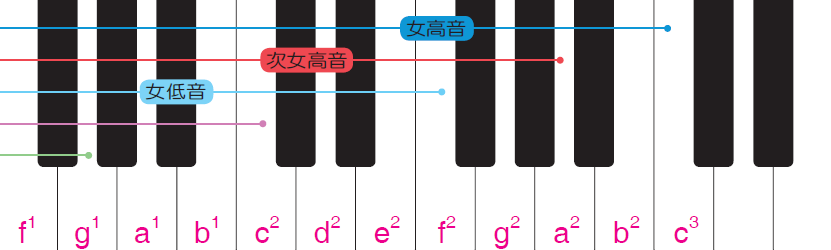 女高音
次女高音
女低音
f¹ g¹ a¹ b¹ c² d² e² f² g² a² b² c³